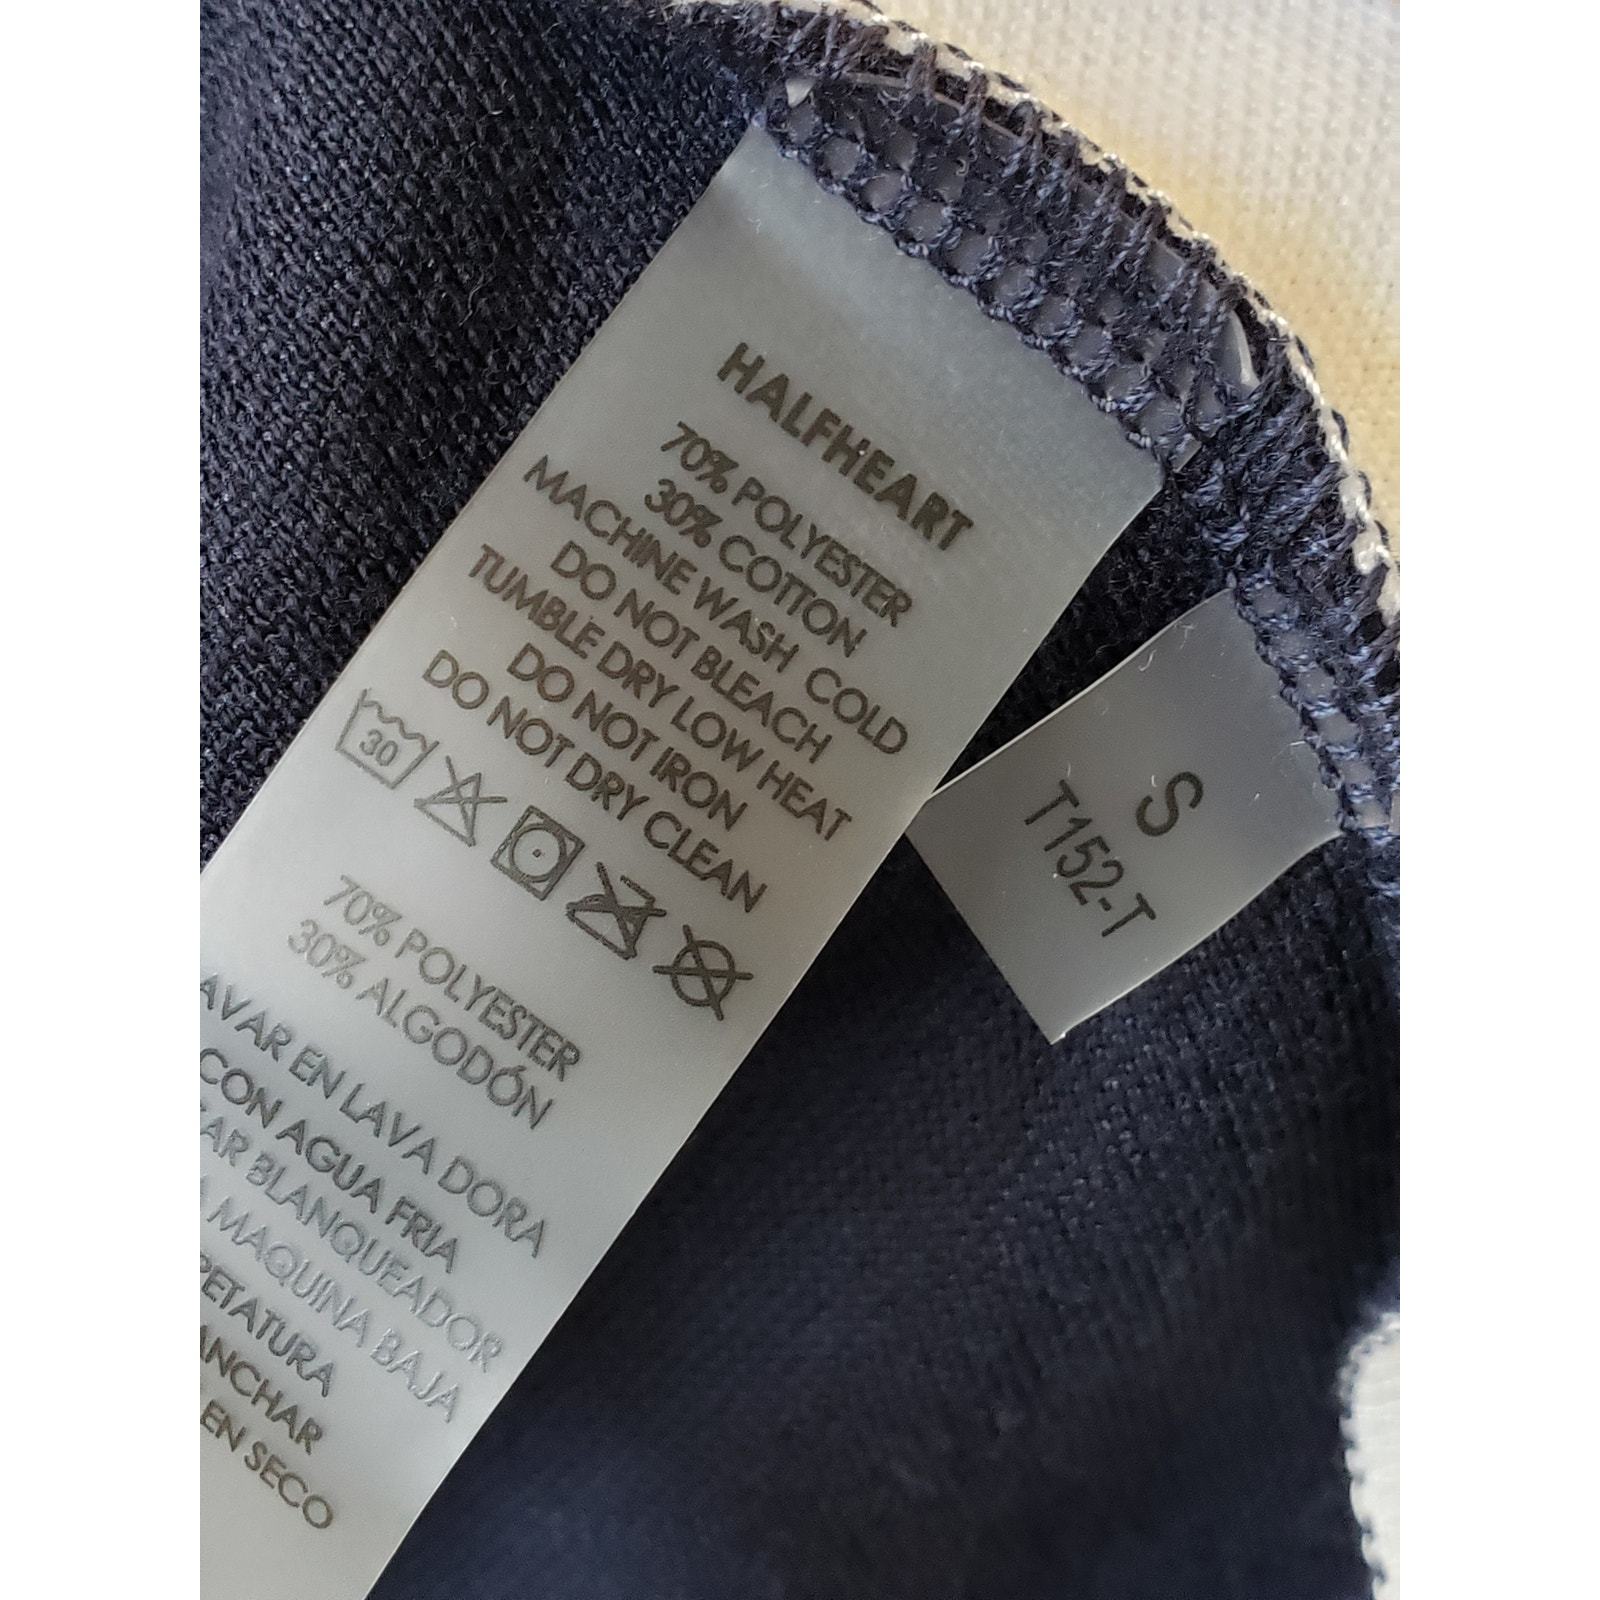 HALFHEART
70% POLYESTER
30% COTTON
MACHINE WASH COLD
DO NOT BLEACH
TUMBLE DRY LOW HEAT
DO NOT IRON
DO NOT DRY CLEAN
30
70% POLYESTER
30% ALGODÓN
AVAR EN LAVA DORA
CON AGUA FRIA
AR BLANQUEADOR
MAQUINA BAJA
PETATURA
ANCHAR
EN SECO
S
T152-T